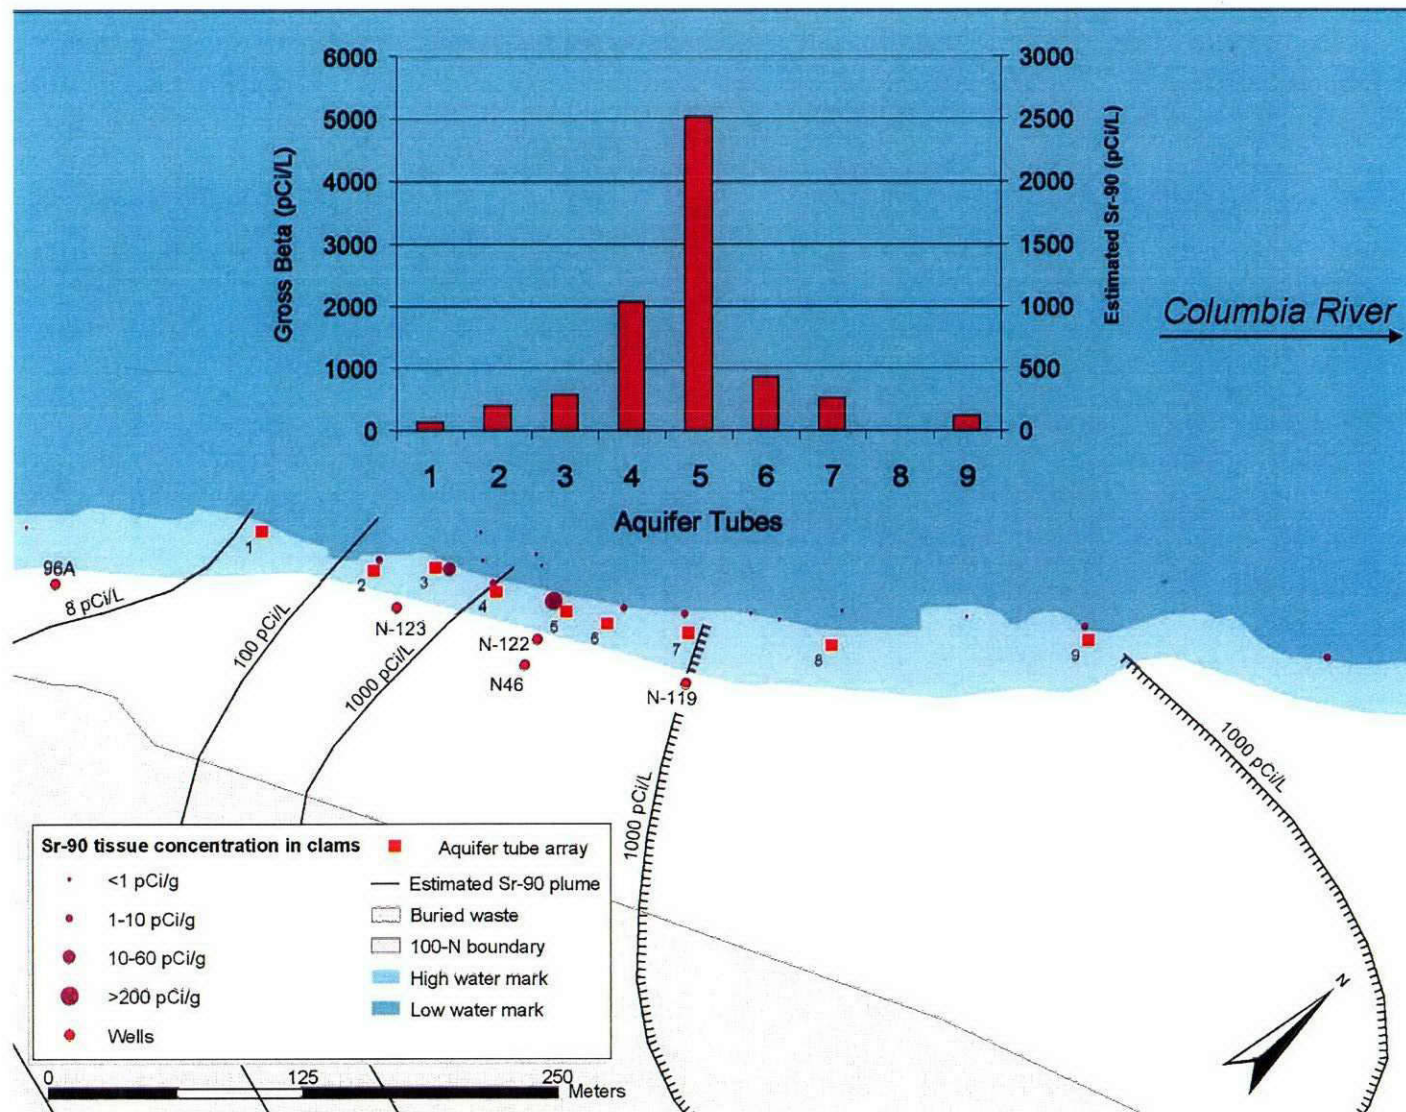 6000
5000
4000
3000
2000
1000
0
Gross Beta (pCi/L)
3000
2500
2000
1500
1000
500
0
Estimated Sr-90 (pCi/L)
1 2 3 4 5 6 7 8 9
Aquifer Tubes
Columbia River
96A
8 pCi/L
1
100 pCi/L
2
3
N-123
1000 pCi/L
4
N-122
N46
5
6
7
N-119
8
9
1000 pCi/L
1000 pCi/L
Sr-90 tissue concentration in clams
<1 pCi/g
1-10 pCi/g
10-60 pCi/g
>200 pCi/g
Wells
Aquifer tube array
Estimated Sr-90 plume
Buried waste
100-N boundary
High water mark
Low water mark
N
0 125 250
Meters